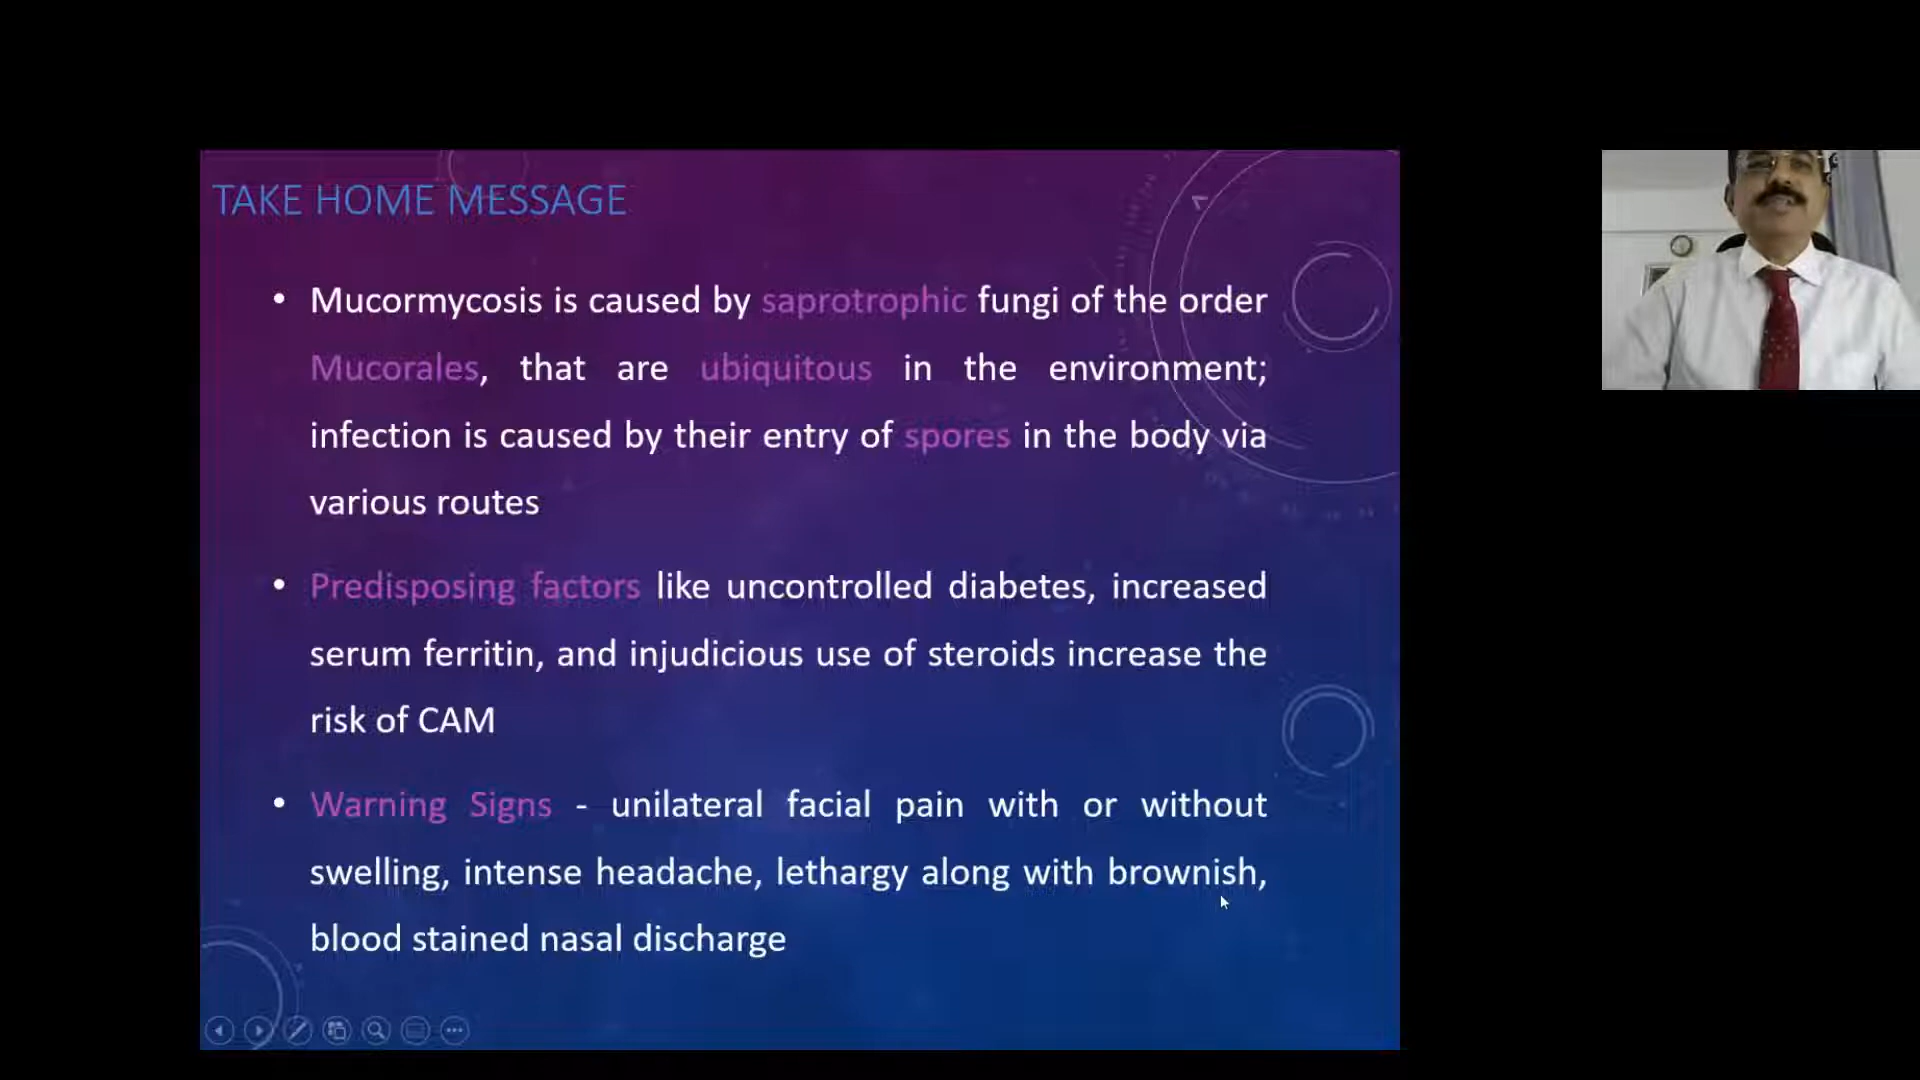 TAKE HOME MESSAGE
• Mucormycosis is caused by saprotrophic fungi of the order
Mucorales, that are ubiquitous in the environment;
infection is caused by their entry of spores in the body via
various routes
• Predisposing factors like uncontrolled diabetes, increased
serum ferritin, and injudicious use of steroids increase the
risk of CAM
• Warning Signs - unilateral facial pain with or without
swelling, intense headache, lethargy along with brownish,
blood stained nasal discharge